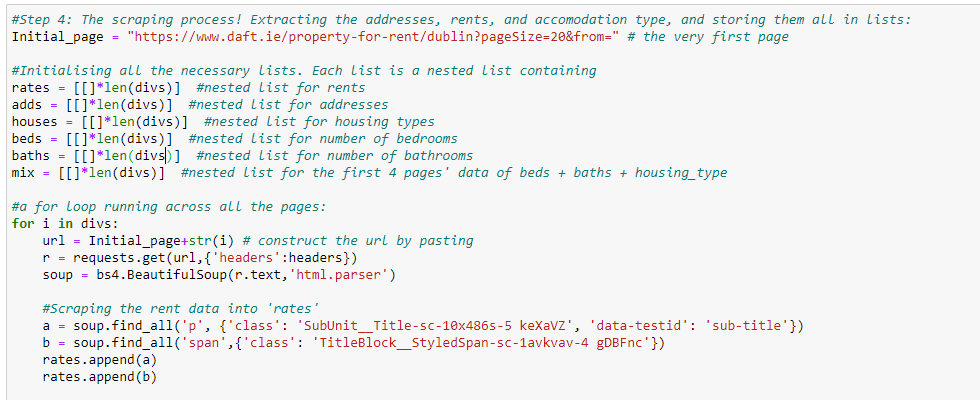 #Step 4: The scraping process! Extracting the addresses, rents, and accomodation type, and storing them all in lists:
Initial_page = "https://www.daft.ie/property-for-rent/dublin?pageSize=20&from=" # the very first page
#Initialising all the necessary lists. Each list is a nested list containing
rates = [[]*len(divs)]  #nested list for rents
adds = [[]*len(divs)]  #nested list for addresses
houses = [[]*len(divs)]  #nested list for housing types
beds = [[]*len(divs)]  #nested list for number of bedrooms
baths = [[]*len(divs)]  #nested list for number of bathrooms
mix = [[]*len(divs)]  #nested list for the first 4 pages' data of beds + baths + housing_type
#a for loop running across all the pages:
for i in divs:
    url = Initial_page+str(i) # construct the url by pasting
    r = requests.get(url,{'headers':headers})
    soup = bs4.BeautifulSoup(r.text,'html.parser')
    #Scraping the rent data into 'rates'
    a = soup.find_all('p', {'class': 'SubUnit__Title-sc-10x486s-5 keXaVZ', 'data-testid': 'sub-title'})
    b = soup.find_all('span',{'class': 'TitleBlock__StyledSpan-sc-1avkvav-4 gDBFnc'})
    rates.append(a)
    rates.append(b)